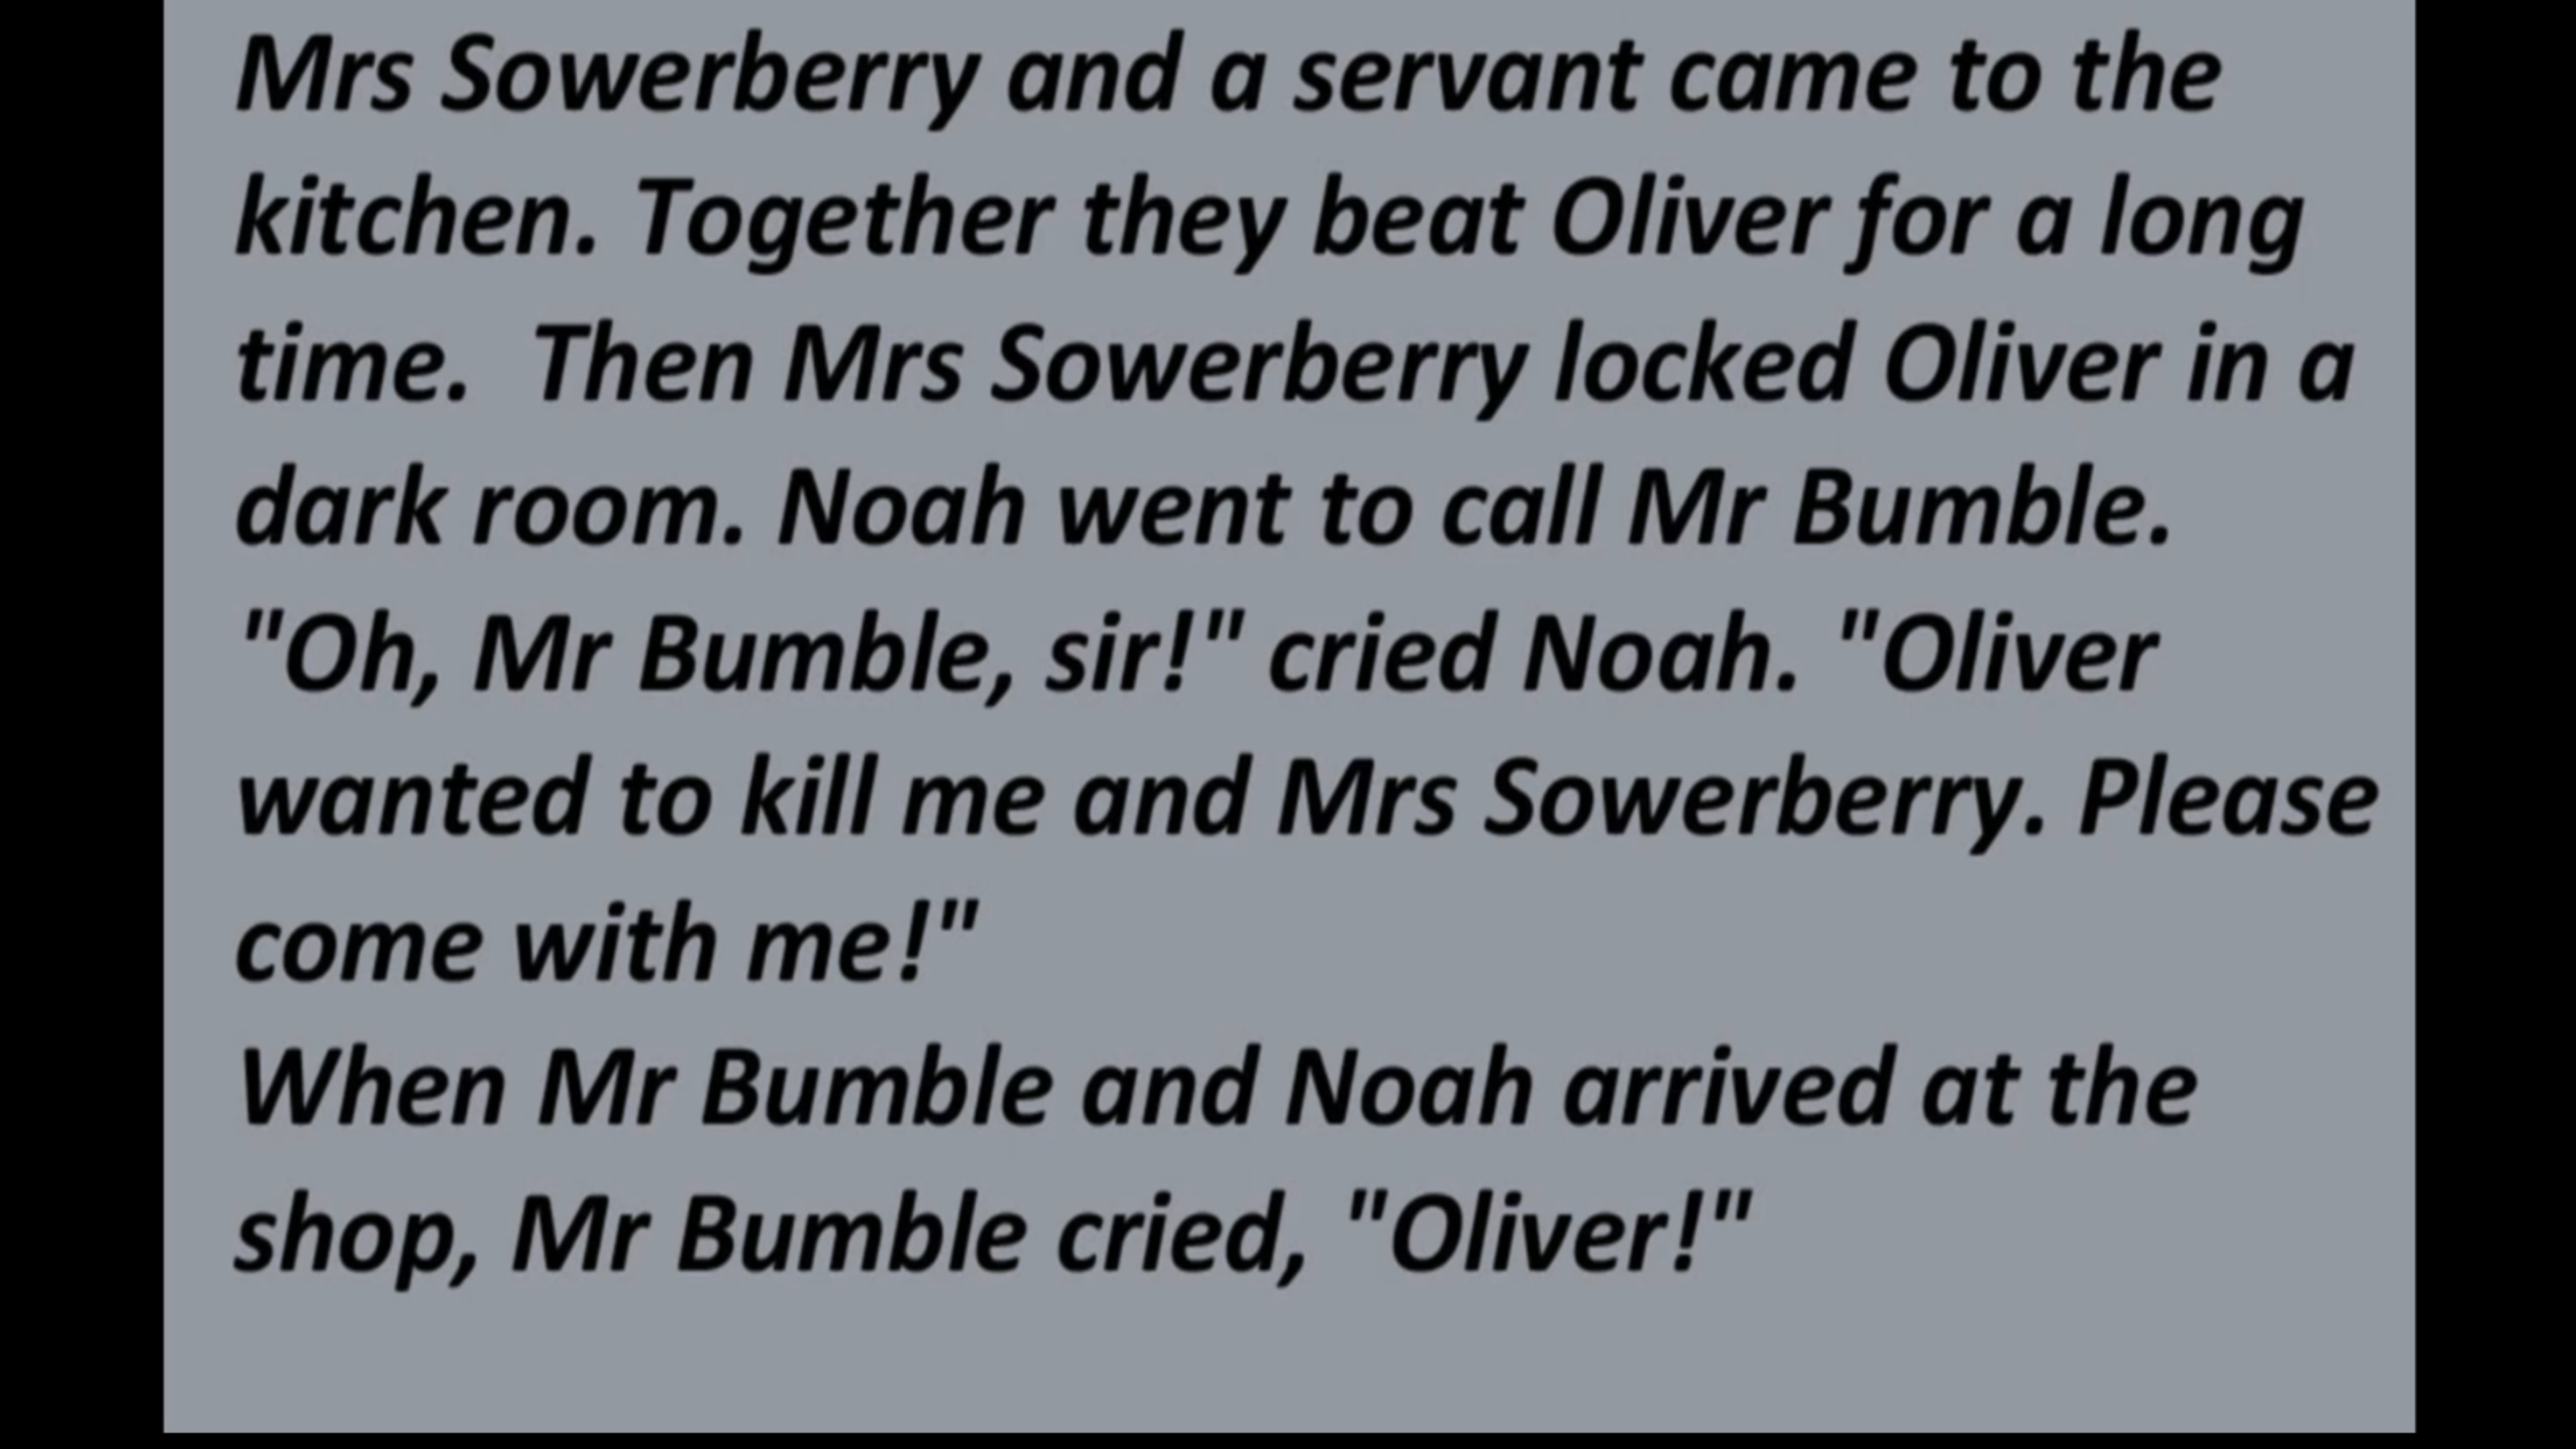 Mrs Sowerberry and a servant came to the
kitchen. Together they beat Oliver for a long
time.  Then Mrs Sowerberry locked Oliver in a
dark room. Noah went to call Mr Bumble.
"Oh, Mr Bumble, sir!" cried Noah. "Oliver
wanted to kill me and Mrs Sowerberry. Please
come with me!"
When Mr Bumble and Noah arrived at the
shop, Mr Bumble cried, "Oliver!"